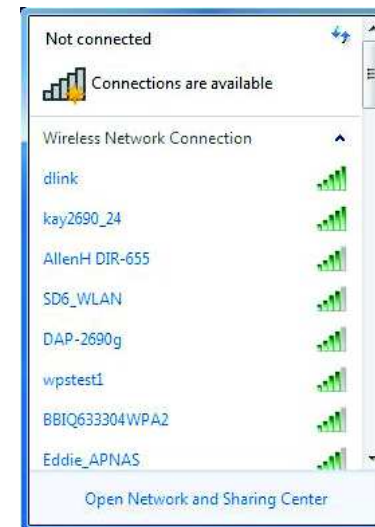 Not connected
Connections are available
Wireless Network Connection
dlink
kay2690_24
AllenH DIR-655
SD6_WLAN
DAP-2690g
wpstest1
BBIQ633304WPA2
Eddie_APNAS
Open Network and Sharing Center